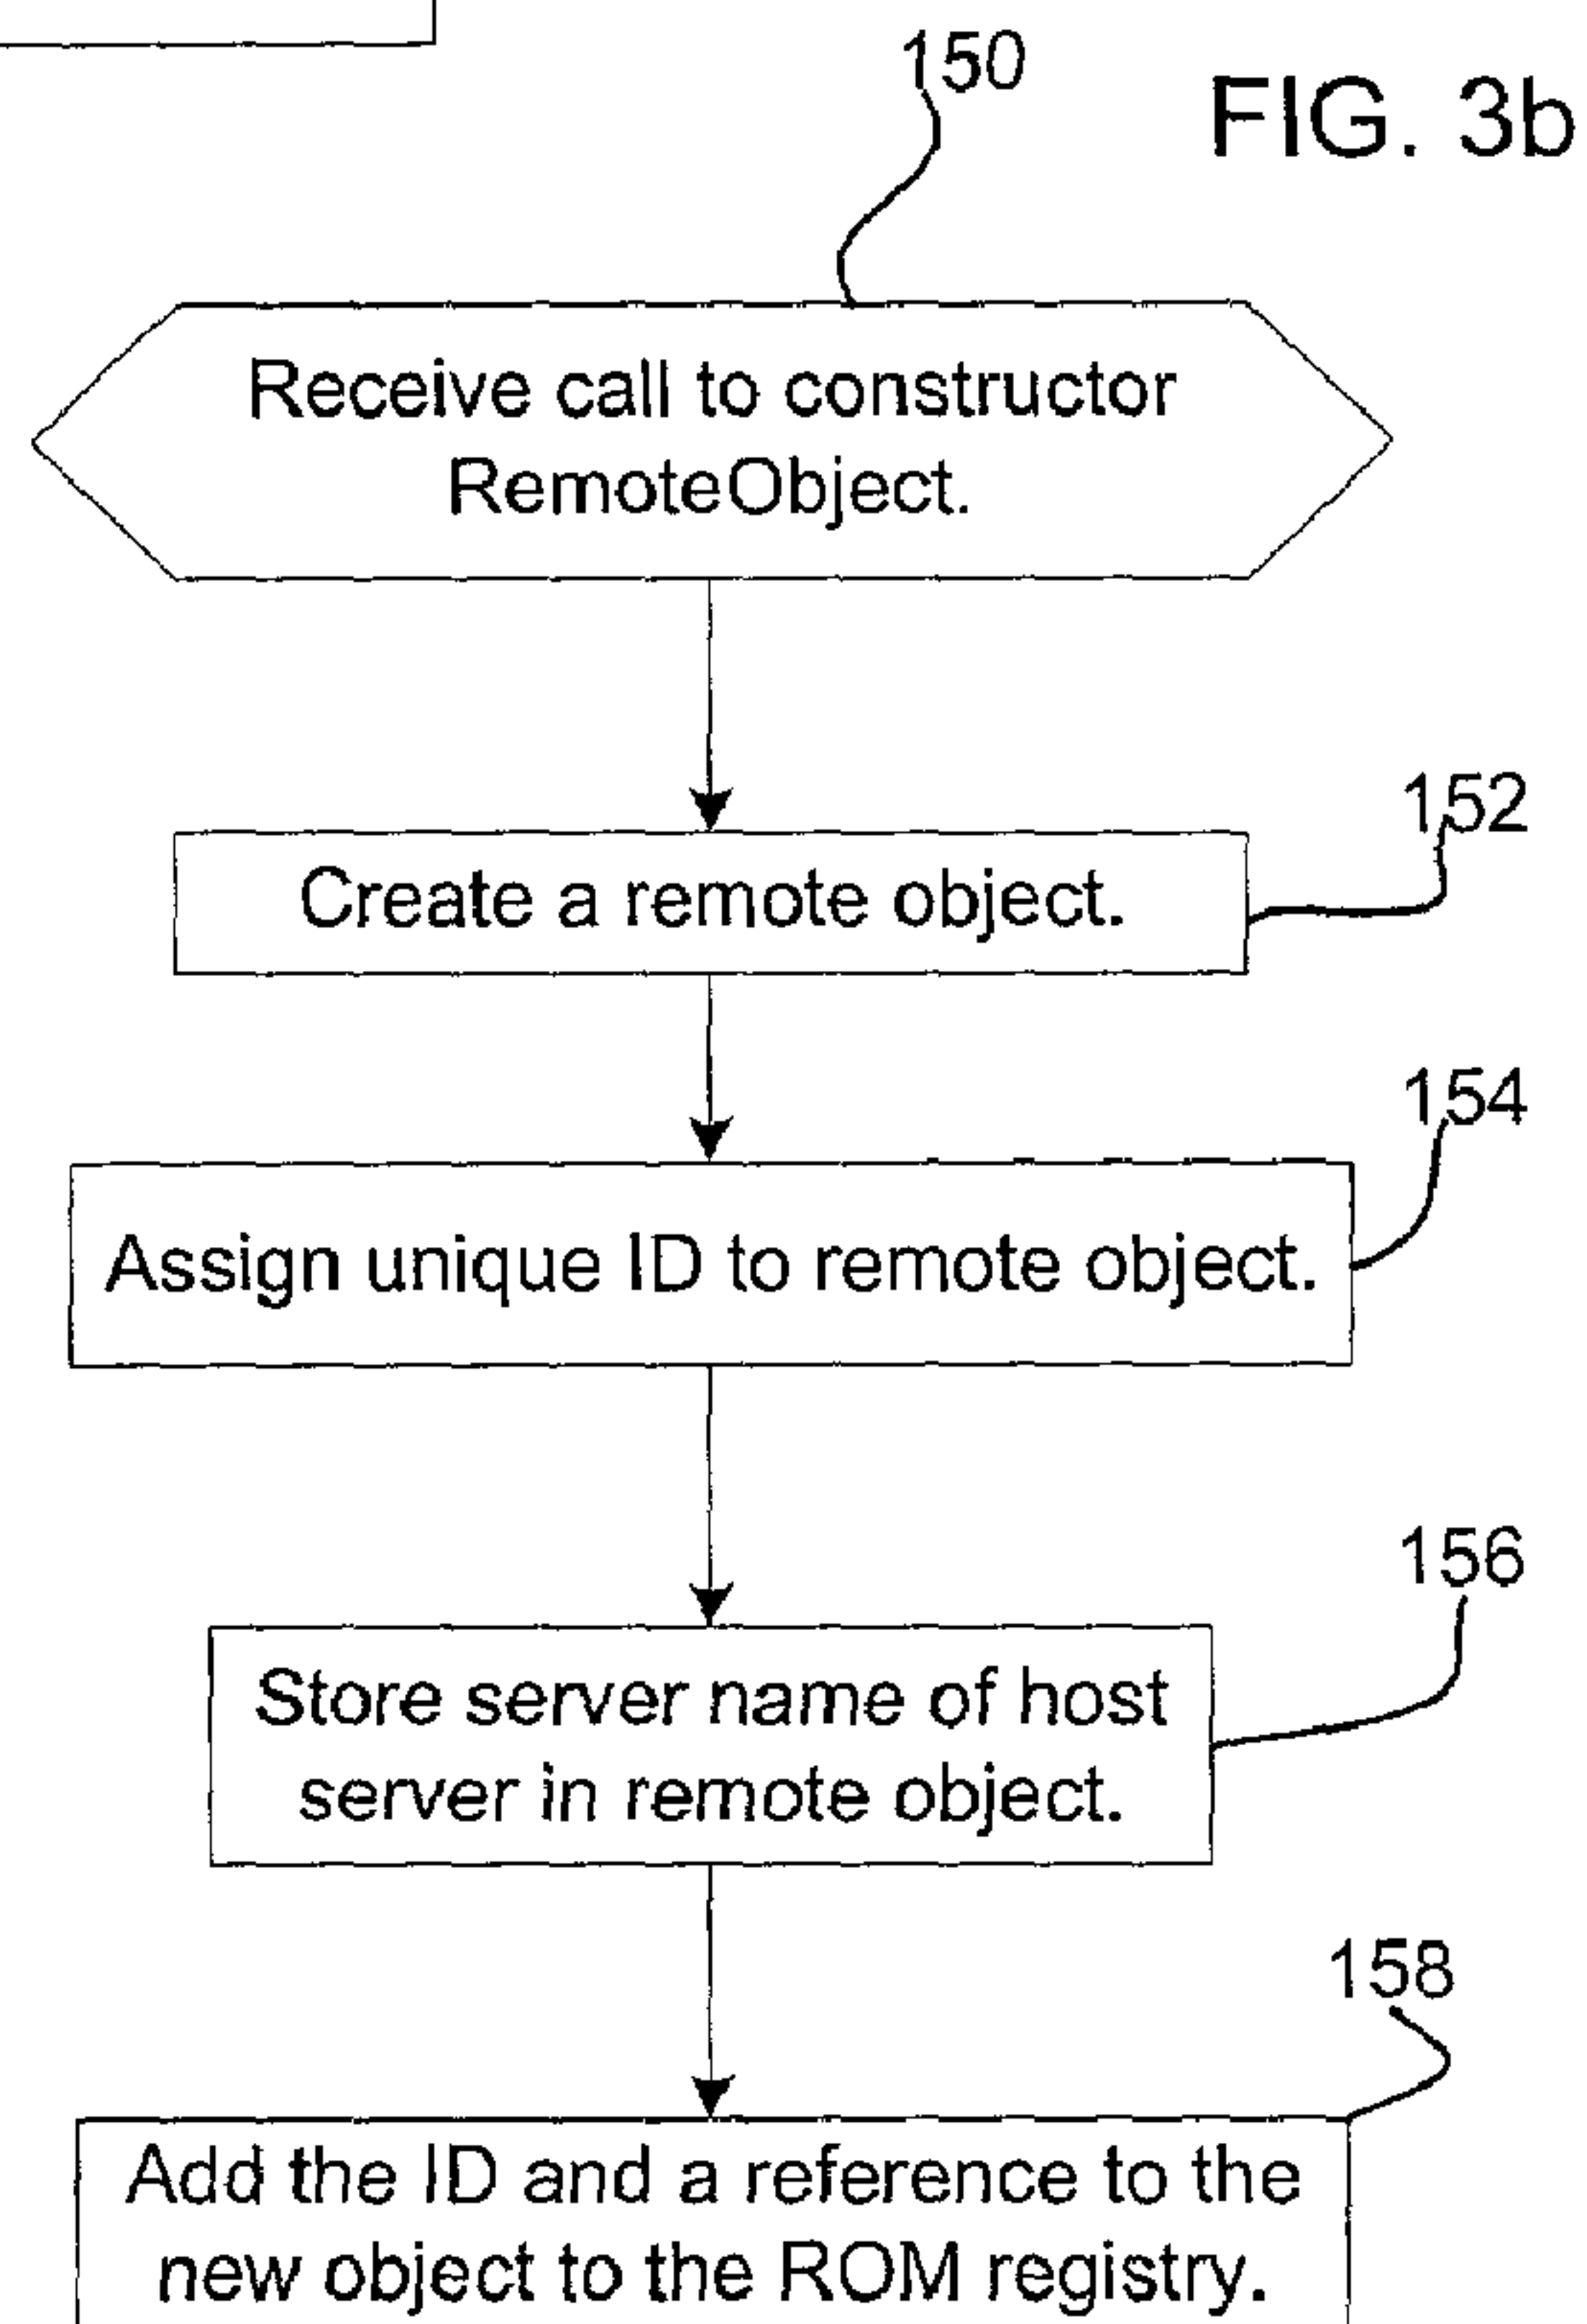 150
FIG. 3b
Receive call to constructor
RemoteObject.
152
Create a remote object.
154
Assign unique ID to remote object.
156
Store server name of host
server in remote object.
158
Add the ID and a reference to the
new object to the ROM registry.